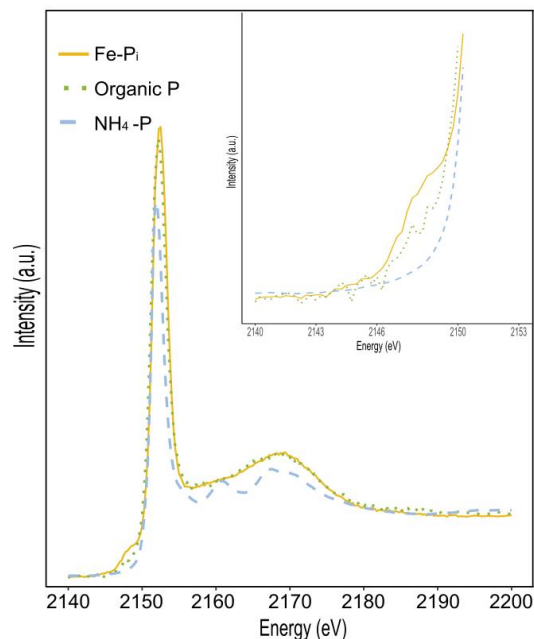 Fe-Pi
Organic P
NH4 -P
Intensity (a.u.)
2140 2143 2146 2150 2153
Energy (eV)
Intensity (a.u.)
2140 2150 2160 2170 2180 2190 2200
Energy (eV)